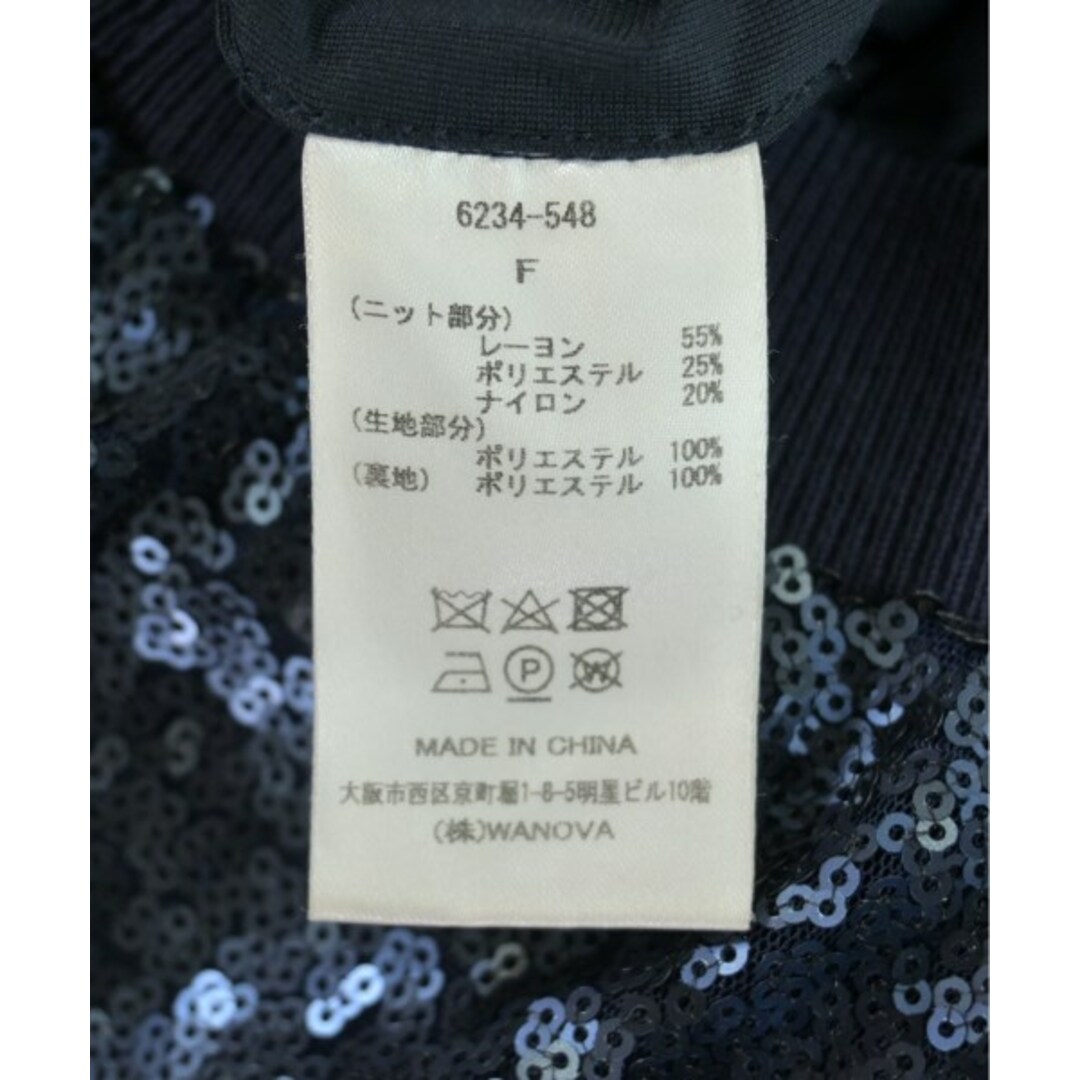 6234-548
F
(ニット部分)
レーヨン 55%
ポリエステル 25%
ナイロン 20%
(生地部分)
ポリエステル 100%
(裏地) ポリエステル 100%
P
W
MADE IN CHINA
大阪市西区京町堀1-8-5明星ビル10階
(株)WANOVA